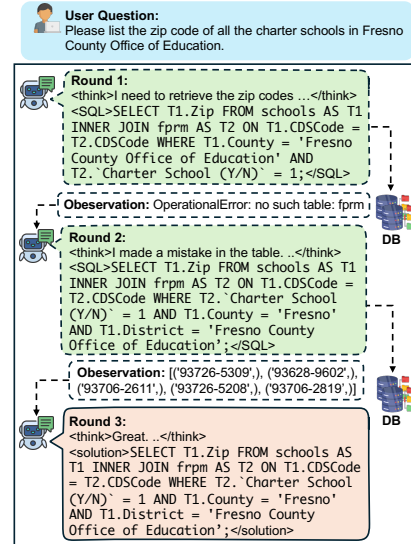 User Question:
Please list the zip code of all the charter schools in Fresno
County Office of Education.
Round 1:
<think>I need to retrieve the zip codes ...</think>
<SQL>SELECT T1.Zip FROM schools AS T1
INNER JOIN fprm AS T2 ON T1.CDSCode =
T2.CDSCode WHERE T1.County = 'Fresno
County Office of Education' AND
T2.`Charter School (Y/N)` = 1;</SQL>
Obeservation: OperationalError: no such table: fprm
DB
Round 2:
<think>I made a mistake in the table. ..</think>
<SQL>SELECT T1.Zip FROM schools AS T1
INNER JOIN frpm AS T2 ON T1.CDSCode =
T2.CDSCode WHERE T2.`Charter School
(Y/N)` = 1 AND T1.County = 'Fresno'
AND T1.District = 'Fresno County
Office of Education’;</SQL>
Obeservation: [('93726-5309',), ('93628-9602',),
('93706-2611',), ('93726-5208',), ('93706-2819',)]
DB
Round 3:
<think>Great. ..</think>
<solution>SELECT T1.Zip FROM schools AS
T1 INNER JOIN frpm AS T2 ON T1.CDSCode
= T2.CDSCode WHERE T2.`Charter School
(Y/N)` = 1 AND T1.County = 'Fresno'
AND T1.District = 'Fresno County
Office of Education’;</solution>